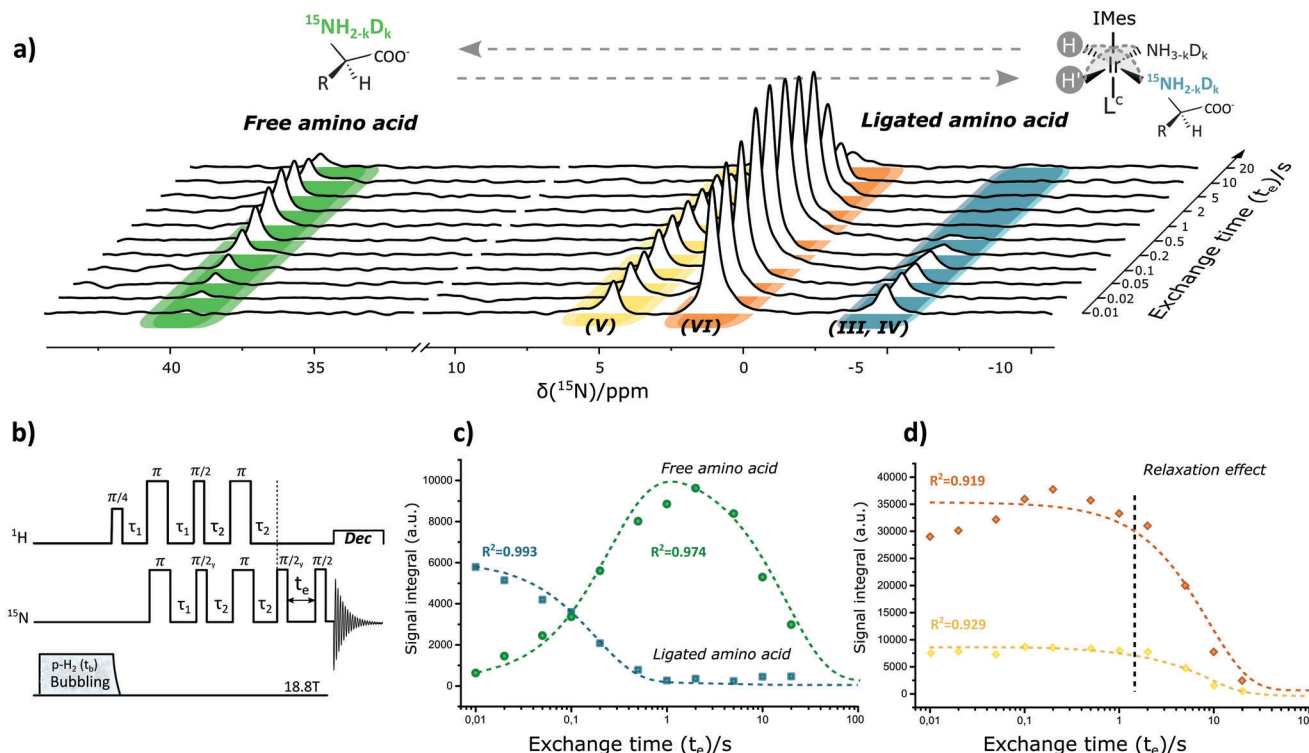 a)
¹⁵NH₂₋ₖDₖ
COO⁻
R
H
Free amino acid
IMes
H
H'
Ir
NH₃₋ₖDₖ
¹⁵NH₂₋ₖDₖ
Lᶜ
COO⁻
R
H
Ligated amino acid
20
10
5
2
1
0.5
0.2
0.1
0.05
0.02
0.01
Exchange time (tₑ)/s
(V)
(VI)
(III, IV)
40
35
10
5
0
-5
-10
δ(¹⁵N)/ppm
b)
π
π/2
π
π/4
¹H
τ₁
τ₁
τ₂
τ₂
Dec
π
π/2ᵧ
π
π/2ᵧ
π/2
¹⁵N
τ₁
τ₁
τ₂
τ₂
tₑ
p-H₂ (t_b)
Bubbling
18.8T
c)
Free amino acid
R²=0.993
R²=0.974
Ligated amino acid
Signal integral (a.u.)
10000
8000
6000
4000
2000
0
0,01
0,1
1
10
100
Exchange time (tₑ)/s
d)
Relaxation effect
R²=0.919
R²=0.929
Signal integral (a.u.)
40000
35000
30000
25000
20000
15000
10000
5000
0
0,01
0,1
1
10
100
Exchange time (tₑ)/s